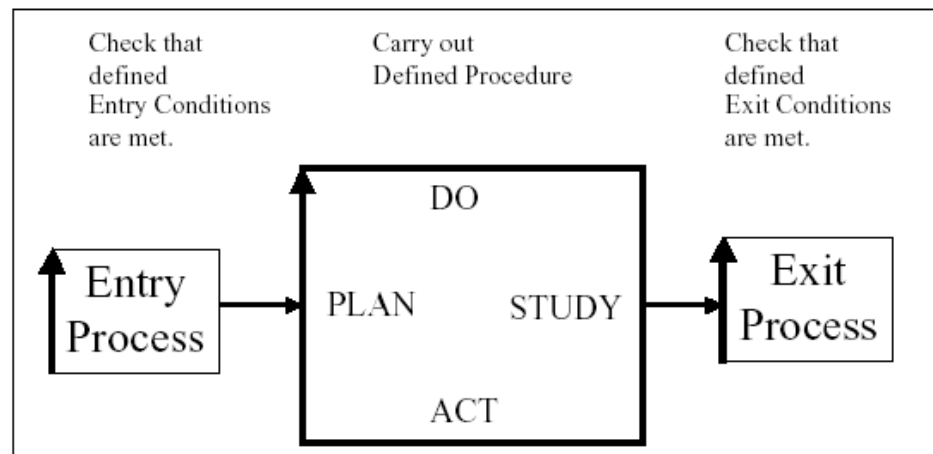 Check that
defined
Entry Conditions
are met.
Carry out
Defined Procedure
Check that
defined
Exit Conditions
are met.
DO
Entry
Process
PLAN
STUDY
ACT
Exit
Process